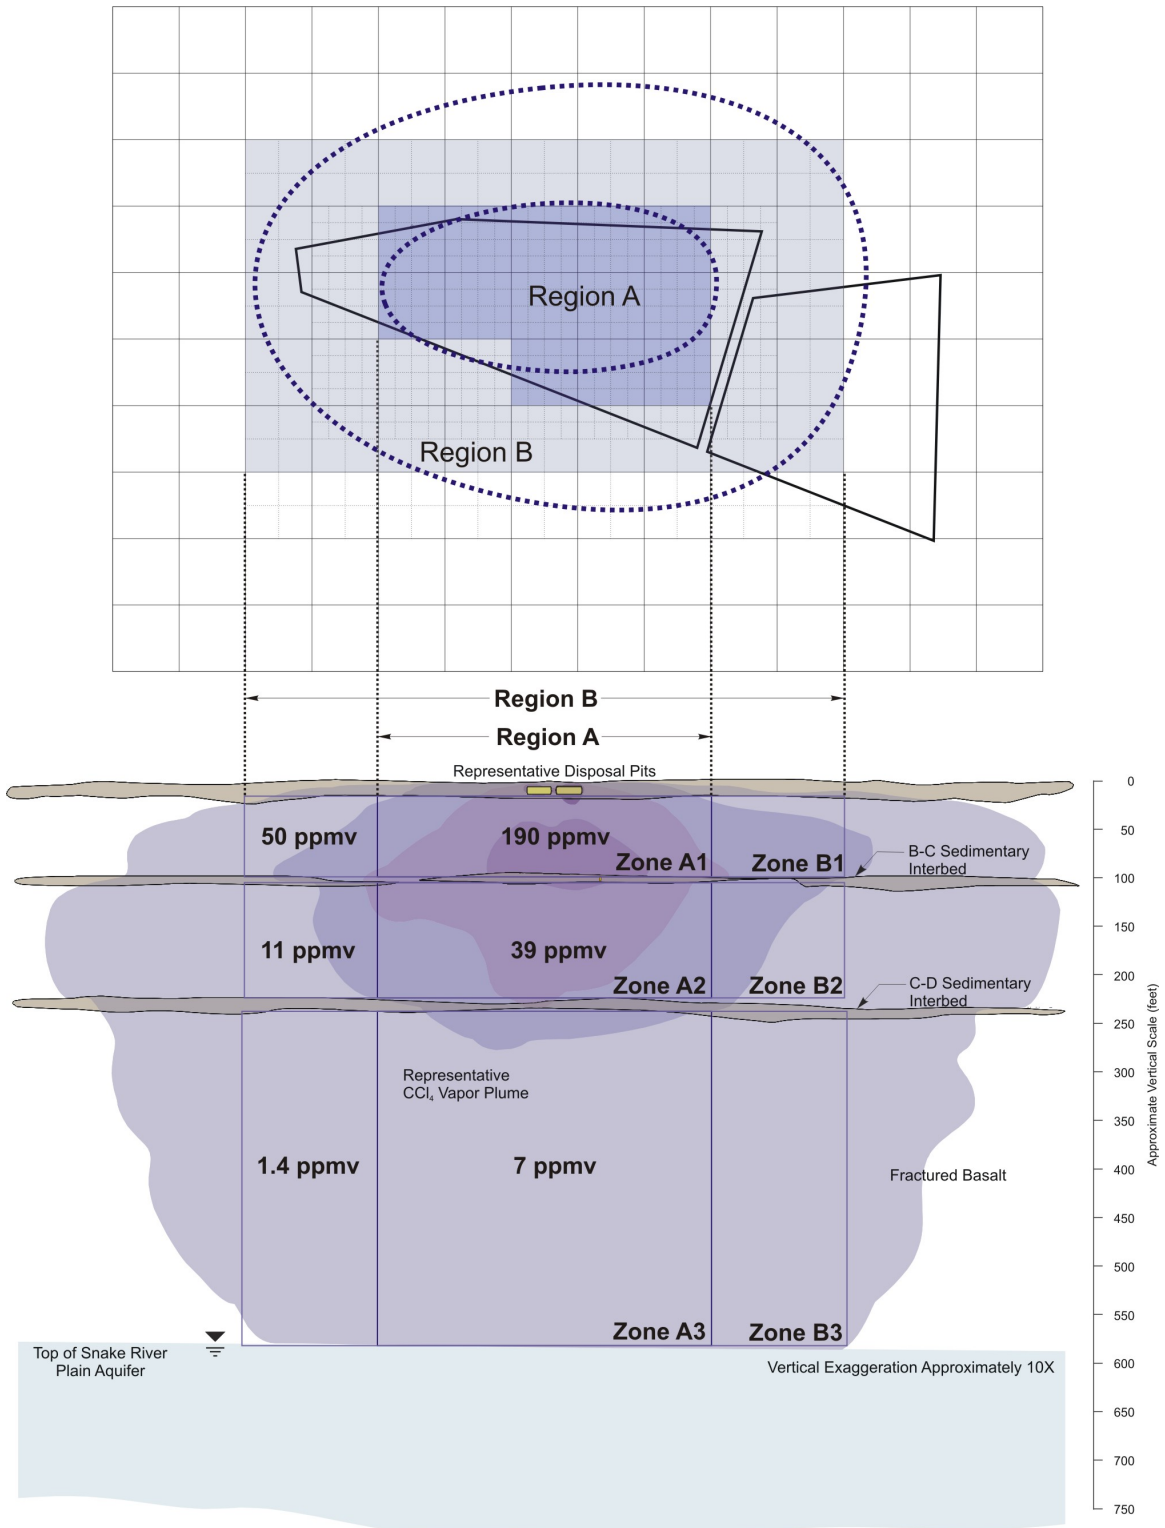 Region A
Region B
Region B
Region A
Representative Disposal Pits
0
50 ppmv
190 ppmv
50
Zone A1
Zone B1
B-C Sedimentary
Interbed
100
150
11 ppmv
39 ppmv
200
Zone A2
Zone B2
C-D Sedimentary
Interbed
250
Representative
CCl₄ Vapor Plume
300
350
1.4 ppmv
7 ppmv
Fractured Basalt
400
450
500
550
Zone A3
Zone B3
Top of Snake River
Plain Aquifer
600
Vertical Exaggeration Approximately 10X
650
700
750
Approximate Vertical Scale (feet)